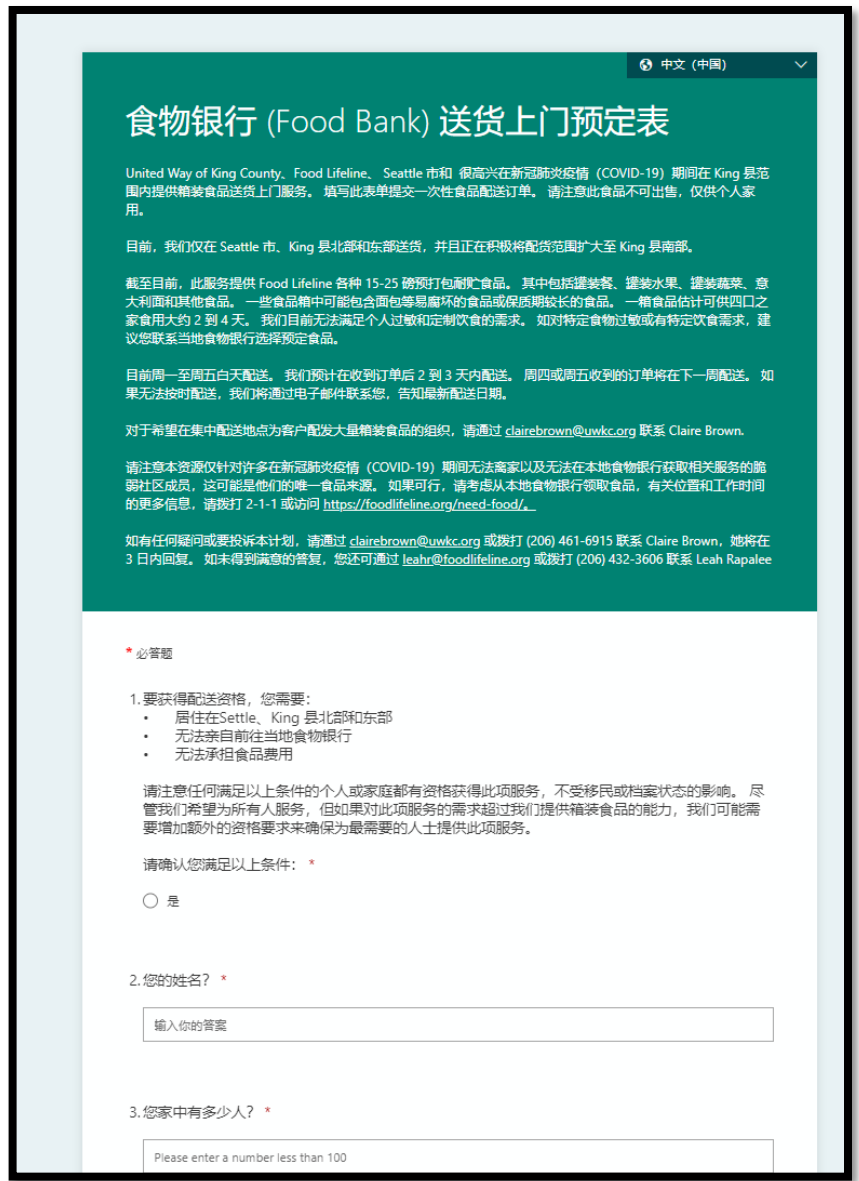 中文 (中国)
食物银行 (Food Bank) 送货上门预定表
United Way of King County、Food Lifeline、 Seattle 市和 很高兴在新冠肺炎疫情（COVID-19）期间在 King 县范
围内提供箱装食品送货上门服务。 填写此表单提交一次性食品配送订单。 请注意此食品不可出售，仅供个人家
用。
目前，我们仅在 Seattle 市、King 县北部和东部送货，并且正在积极将配货范围扩大至 King 县南部。
截至目前，此服务提供 Food Lifeline 各种 15-25 磅预打包耐贮食品。 其中包括罐装餐、罐装水果、罐装蔬菜、意
大利面和其他食品。 一些食品箱中可能包含面包等易腐坏的食品或保质期较长的食品。 一箱食品估计可供四口之
家食用大约 2 到 4 天。 我们目前无法满足个人过敏和定制饮食的需求。 如对特定食物过敏或有特定饮食需求，建
议您联系当地食物银行选择预定食品。
目前周一至周五白天配送。 我们预计在收到订单后 2 到 3 天内配送。 周四或周五收到的订单将在下一周配送。 如
果无法按时配送，我们将通过电子邮件联系您，告知最新配送日期。
对于希望在集中配送地点为客户配发大量箱装食品的组织，请通过 clairebrown@uwkc.org 联系 Claire Brown.
请注意本资源仅针对许多在新冠肺炎疫情（COVID-19）期间无法离家以及无法在本地食物银行获取相关服务的脆
弱社区成员，这可能是他们的唯一食品来源。 如果可行，请考虑从本地食物银行领取食品，有关位置和工作时间
的更多信息，请拨打 2-1-1 或访问 https://foodlifeline.org/need-food/。
如有任何疑问或要投诉本计划，请通过 clairebrown@uwkc.org 或拨打 (206) 461-6915 联系 Claire Brown，她将在
3 日内回复。 如未得到满意的答复，您还可通过 leahr@foodlifeline.org 或拨打 (206) 432-3606 联系 Leah Rapalee
* 必答题
1. 要获得配送资格，您需要：
• 居住在Settle、King 县北部和东部
• 无法亲自前往当地食物银行
• 无法承担食品费用
请注意任何满足以上条件的个人或家庭都有资格获得此项服务，不受移民或档案状态的影响。 尽
管我们希望为所有人服务，但如果对此项服务的需求超过我们提供箱装食品的能力，我们可能需
要增加额外的资格要求来确保为最需要的人士提供此项服务。
请确认您满足以上条件： *
是
2. 您的姓名？ *
输入你的答案
3. 您家中有多少人？ *
Please enter a number less than 100